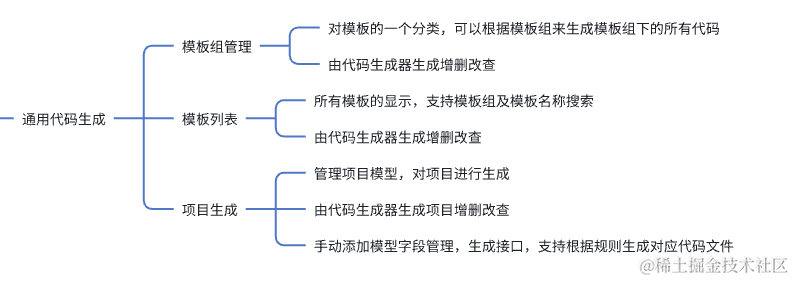 通用代码生成
模板组管理
对模板的一个分类，可以根据模板组来生成模板组下的所有代码
由代码生成器生成增删改查
模板列表
所有模板的显示，支持模板组及模板名称搜索
由代码生成器生成增删改查
项目生成
管理项目模型，对项目进行生成
由代码生成器生成项目增删改查
手动添加模型字段管理，生成接口，支持根据规则生成对应代码文件
@稀土掘金技术社区